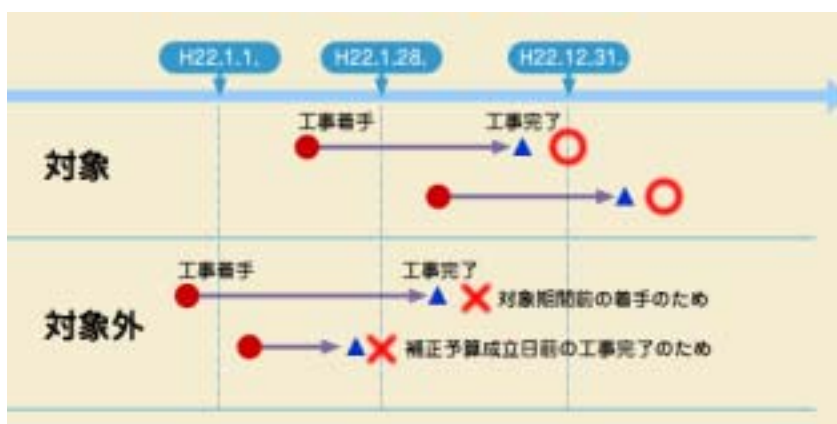 H22.1.1. H22.1.28. H22.12.31.
工事着手 工事完了
対象
工事着手 工事完了
対象期間前の着手のため
対象外
補正予算成立日前の工事完了のため